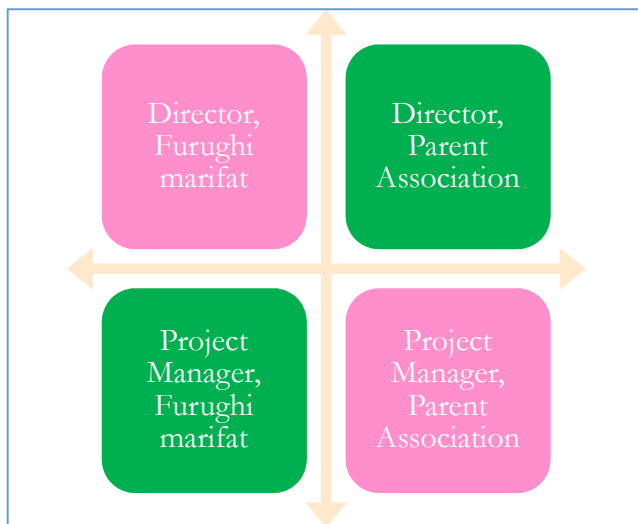 Director,
Furughi
marifat
Director,
Parent
Association
Project
Manager,
Furughi
marifat
Project
Manager,
Parent
Association